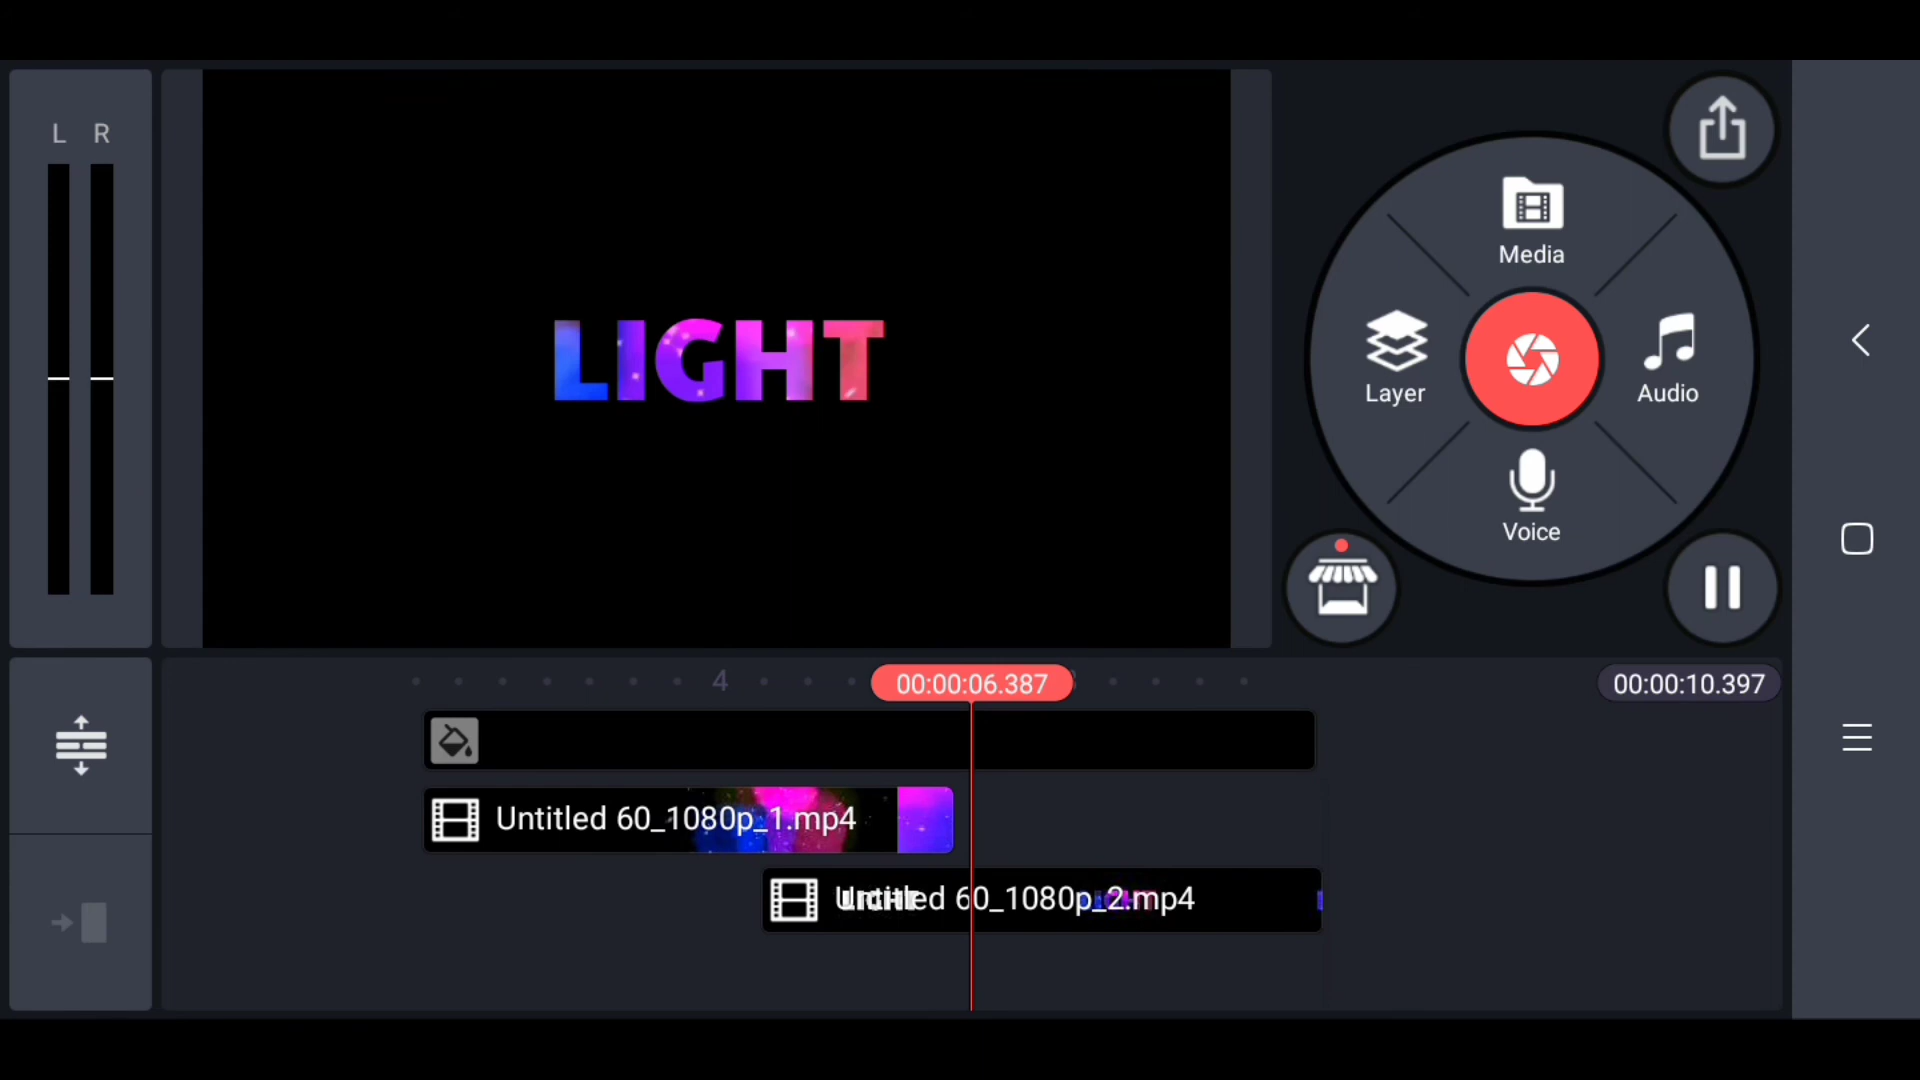 L R
LIGHT
Media
Layer
Audio
Voice
4
00:00:06.387
00:00:10.397
Untitled 60_1080p_1.mp4
Untitled 60_1080p_2.mp4